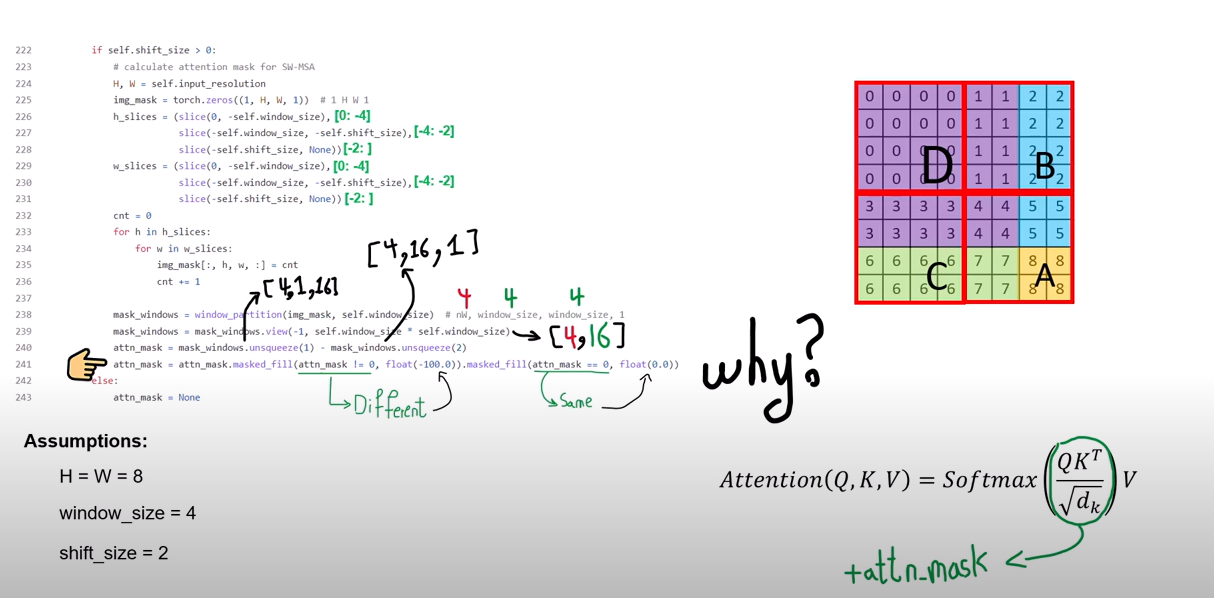 222 if self.shift_size > 0:
223 # calculate attention mask for SW-MSA
224 H, W = self.input_resolution
225 img_mask = torch.zeros((1, H, W, 1))  # 1 H W 1
226 h_slices = (slice(0, -self.window_size), [0: -4]
227 slice(-self.window_size, -self.shift_size), [-4: -2]
228 slice(-self.shift_size, None)) [-2: ]
229 w_slices = (slice(0, -self.window_size), [0: -4]
230 slice(-self.window_size, -self.shift_size), [-4: -2]
231 slice(-self.shift_size, None)) [-2: ]
232 cnt = 0
233 for h in h_slices:
234 for w in w_slices:
235 img_mask[:, h, w, :] = cnt
236 cnt += 1
237
[4,16,1]
[4,1,16]
4 4 4
238 mask_windows = window_partition(img_mask, self.window_size)  # nW, window_size, window_size, 1
239 mask_windows = mask_windows.view(-1, self.window_size * self.window_size) [4,16]
240 attn_mask = mask_windows.unsqueeze(1) - mask_windows.unsqueeze(2)
241 attn_mask = attn_mask.masked_fill(attn_mask != 0, float(-100.0)).masked_fill(attn_mask == 0, float(0.0))
242 else:
243 attn_mask = None
Different
Same
0 0 0 0 1 1 2 2
0 0 0 0 1 1 2 2
0 0 0 0 1 1 2 2
0 0 0 0 1 1 2 2
D B
3 3 3 3 4 4 5 5
3 3 3 3 4 4 5 5
6 6 6 6 7 7 8 8
6 6 6 6 7 7 8 8
C A
why?
Assumptions:
H = W = 8
window_size = 4
shift_size = 2
Attention(Q, K, V) = Softmax(QK^T / √d_k)V
+attn_mask